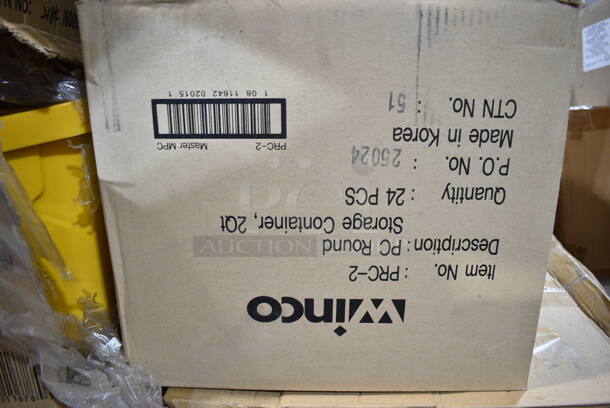 Winco
Item No. : PRC-2
Description : PC Round
Storage Container, 2Qt
Quantity : 24 PCS
P.O. No. : 25024
Made in Korea
CTN No. : 51
PRC-2 Master MPC
1 08 11642 02015 1
AUCTION